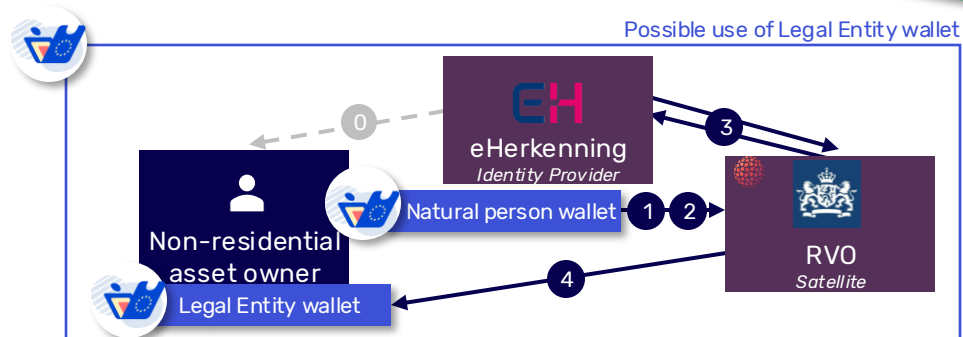 Possible use of Legal Entity wallet
EH
0
3
eHerkenning
Identity Provider
Natural person wallet
1
2
Non-residential
asset owner
RVO
Satellite
4
Legal Entity wallet